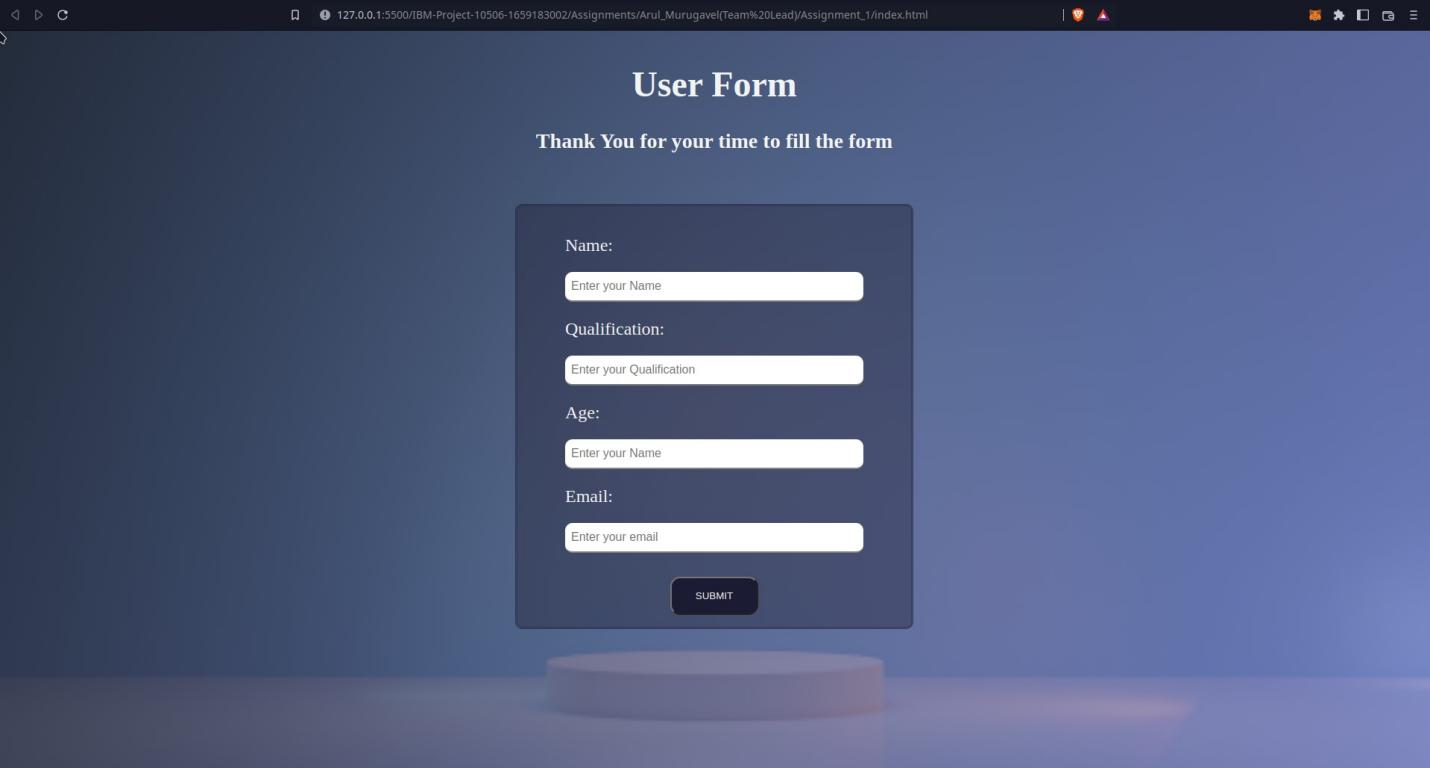 127.0.0.1:5500/IBM-Project-10506-1659183002/Assignments/Arul_Murugavel(Team%20Lead)/Assignment_1/index.html
User Form
Thank You for your time to fill the form
Name:
Enter your Name
Qualification:
Enter your Qualification
Age:
Enter your Name
Email:
Enter your email
SUBMIT